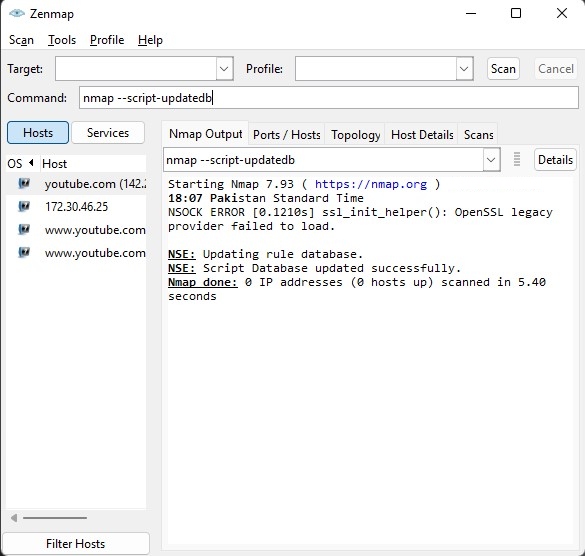 Zenmap
Scan Tools Profile Help
Target: Profile: Scan Cancel
Command: nmap --script-updatedb
Hosts Services
Nmap Output Ports / Hosts Topology Host Details Scans
OS Host
nmap --script-updatedb Details
youtube.com (142.2
172.30.46.25
www.youtube.com
www.youtube.com
Starting Nmap 7.93 ( https://nmap.org )
18:07 Pakistan Standard Time
NSOCK ERROR [0.1210s] ssl_init_helper(): OpenSSL legacy
provider failed to load.
NSE: Updating rule database.
NSE: Script Database updated successfully.
Nmap done: 0 IP addresses (0 hosts up) scanned in 5.40
seconds
Filter Hosts